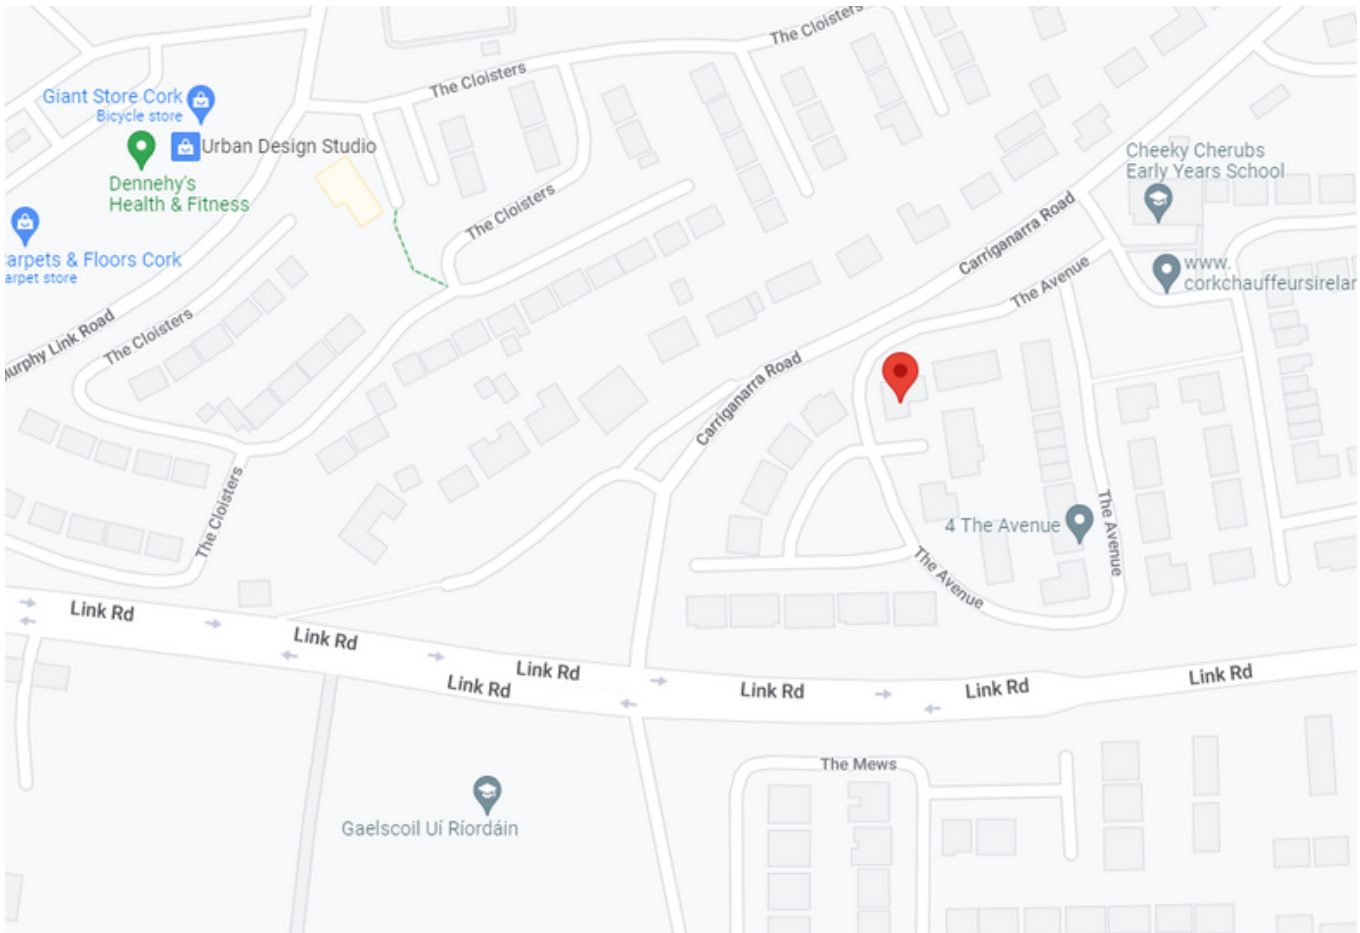 The Cloisters
The Cloisters
Giant Store Cork
Bicycle store
Urban Design Studio
Dennehy's
Health & Fitness
Cheeky Cherubs
Early Years School
The Cloisters
Carriganarra Road
arpets & Floors Cork
arpet store
www.
corkchauffeursirelar
The Avenue
The Cloisters
urphy Link Road
Carriganarra Road
The Cloisters
4 The Avenue
The Avenue
The Avenue
Link Rd
Link Rd
Link Rd
Link Rd
Link Rd
Link Rd
Link Rd
The Mews
Gaelscoil Uí Ríordáin